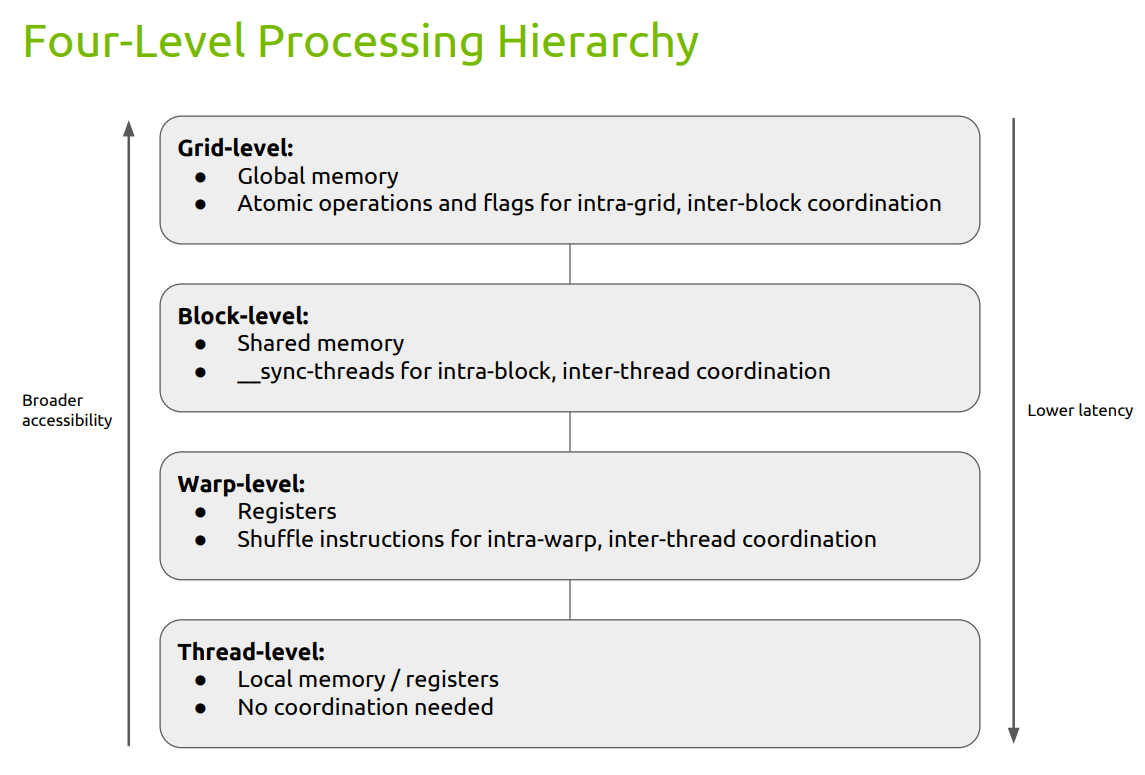 Four-Level Processing Hierarchy
Grid-level:
● Global memory
● Atomic operations and flags for intra-grid, inter-block coordination
Block-level:
● Shared memory
● __sync-threads for intra-block, inter-thread coordination
Broader
accessibility
Lower latency
Warp-level:
● Registers
● Shuffle instructions for intra-warp, inter-thread coordination
Thread-level:
● Local memory / registers
● No coordination needed